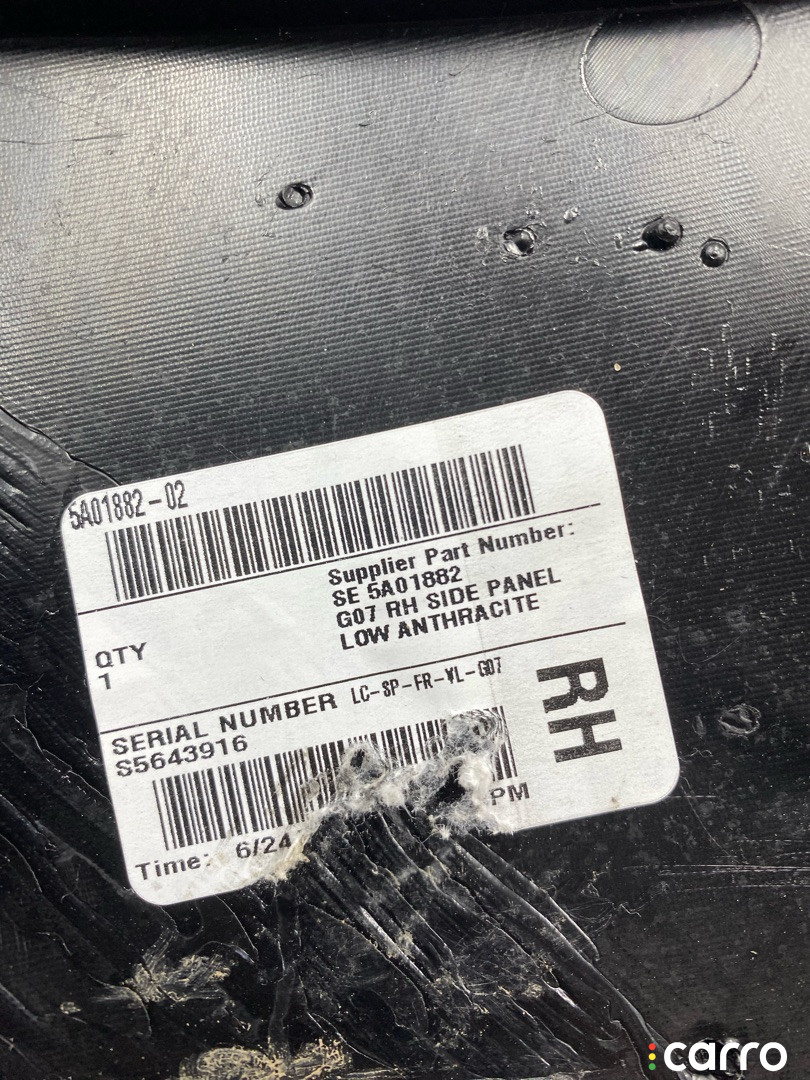 5A01882-02
Supplier Part Number:
SE 5A01882
G07 RH SIDE PANEL
LOW ANTHRACITE
QTY
1
SERIAL NUMBER LC-SP-FR-VL-G07
S5643916
RH
Time: 6/24 PM
carro